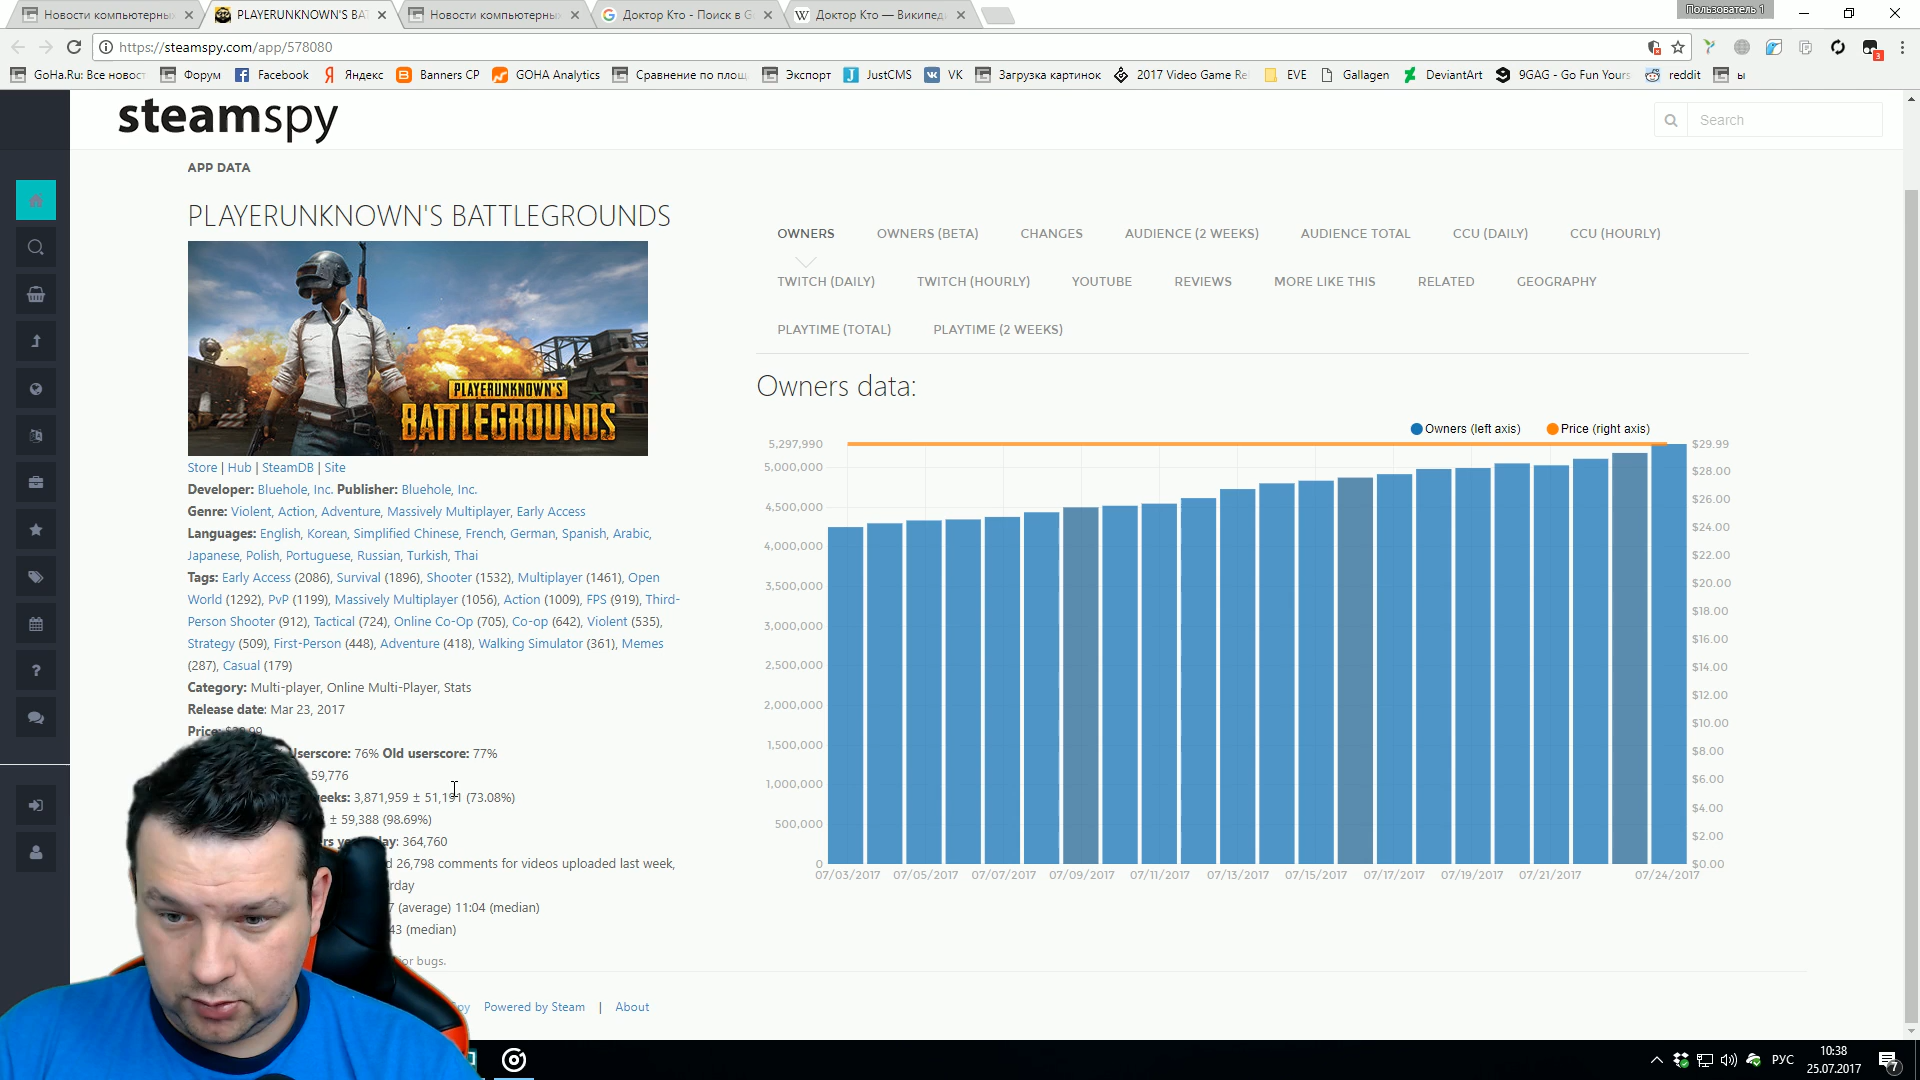 Новости компьютерны
PLAYERUNKNOWN'S BAT
Новости компьютерны
Доктор Кто - Поиск в G
Доктор Кто — Википед
Пользователь 1
https://steamspy.com/app/578080
3
GoHa.Ru: Все новост
Форум
Facebook
Яндекс
Banners CP
GOHA Analytics
Сравнение по площ
Экспорт
JustCMS
VK
Загрузка картинок
2017 Video Game Re
EVE
Gallagen
DeviantArt
9GAG - Go Fun Yours
reddit
ы
steamspy
Search
APP DATA
PLAYERUNKNOWN'S BATTLEGROUNDS
PLAYERUNKNOWN'S
BATTLEGROUNDS
Store | Hub | SteamDB | Site
Developer: Bluehole, Inc. Publisher: Bluehole, Inc.
Genre: Violent, Action, Adventure, Massively Multiplayer, Early Access
Languages: English, Korean, Simplified Chinese, French, German, Spanish, Arabic,
Japanese, Polish, Portuguese, Russian, Turkish, Thai
Tags: Early Access (2086), Survival (1896), Shooter (1532), Multiplayer (1461), Open
World (1292), PvP (1199), Massively Multiplayer (1056), Action (1009), FPS (919), Third-
Person Shooter (912), Tactical (724), Online Co-Op (705), Co-op (642), Violent (535),
Strategy (509), First-Person (448), Adventure (418), Walking Simulator (361), Memes
(287), Casual (179)
Category: Multi-player, Online Multi-Player, Stats
Release date: Mar 23, 2017
Price:
Userscore: 76% Old userscore: 77%
59,776
eeks: 3,871,959 ± 51,191 (73.08%)
± 59,388 (98.69%)
364,760
26,798 comments for videos uploaded last week,
rday
7 (average) 11:04 (median)
43 (median)
bugs.
Powered by Steam | About
OWNERS
OWNERS (BETA)
CHANGES
AUDIENCE (2 WEEKS)
AUDIENCE TOTAL
CCU (DAILY)
CCU (HOURLY)
TWITCH (DAILY)
TWITCH (HOURLY)
YOUTUBE
REVIEWS
MORE LIKE THIS
RELATED
GEOGRAPHY
PLAYTIME (TOTAL)
PLAYTIME (2 WEEKS)
Owners data:
Owners (left axis)
Price (right axis)
5,297,990
5,000,000
4,500,000
4,000,000
3,500,000
3,000,000
2,500,000
2,000,000
1,500,000
1,000,000
500,000
0
$29.99
$28.00
$26.00
$24.00
$22.00
$20.00
$18.00
$16.00
$14.00
$12.00
$10.00
$8.00
$6.00
$4.00
$2.00
$0.00
07/03/2017
07/05/2017
07/07/2017
07/09/2017
07/11/2017
07/13/2017
07/15/2017
07/17/2017
07/19/2017
07/21/2017
07/24/2017
РУС
10:38
25.07.2017
7